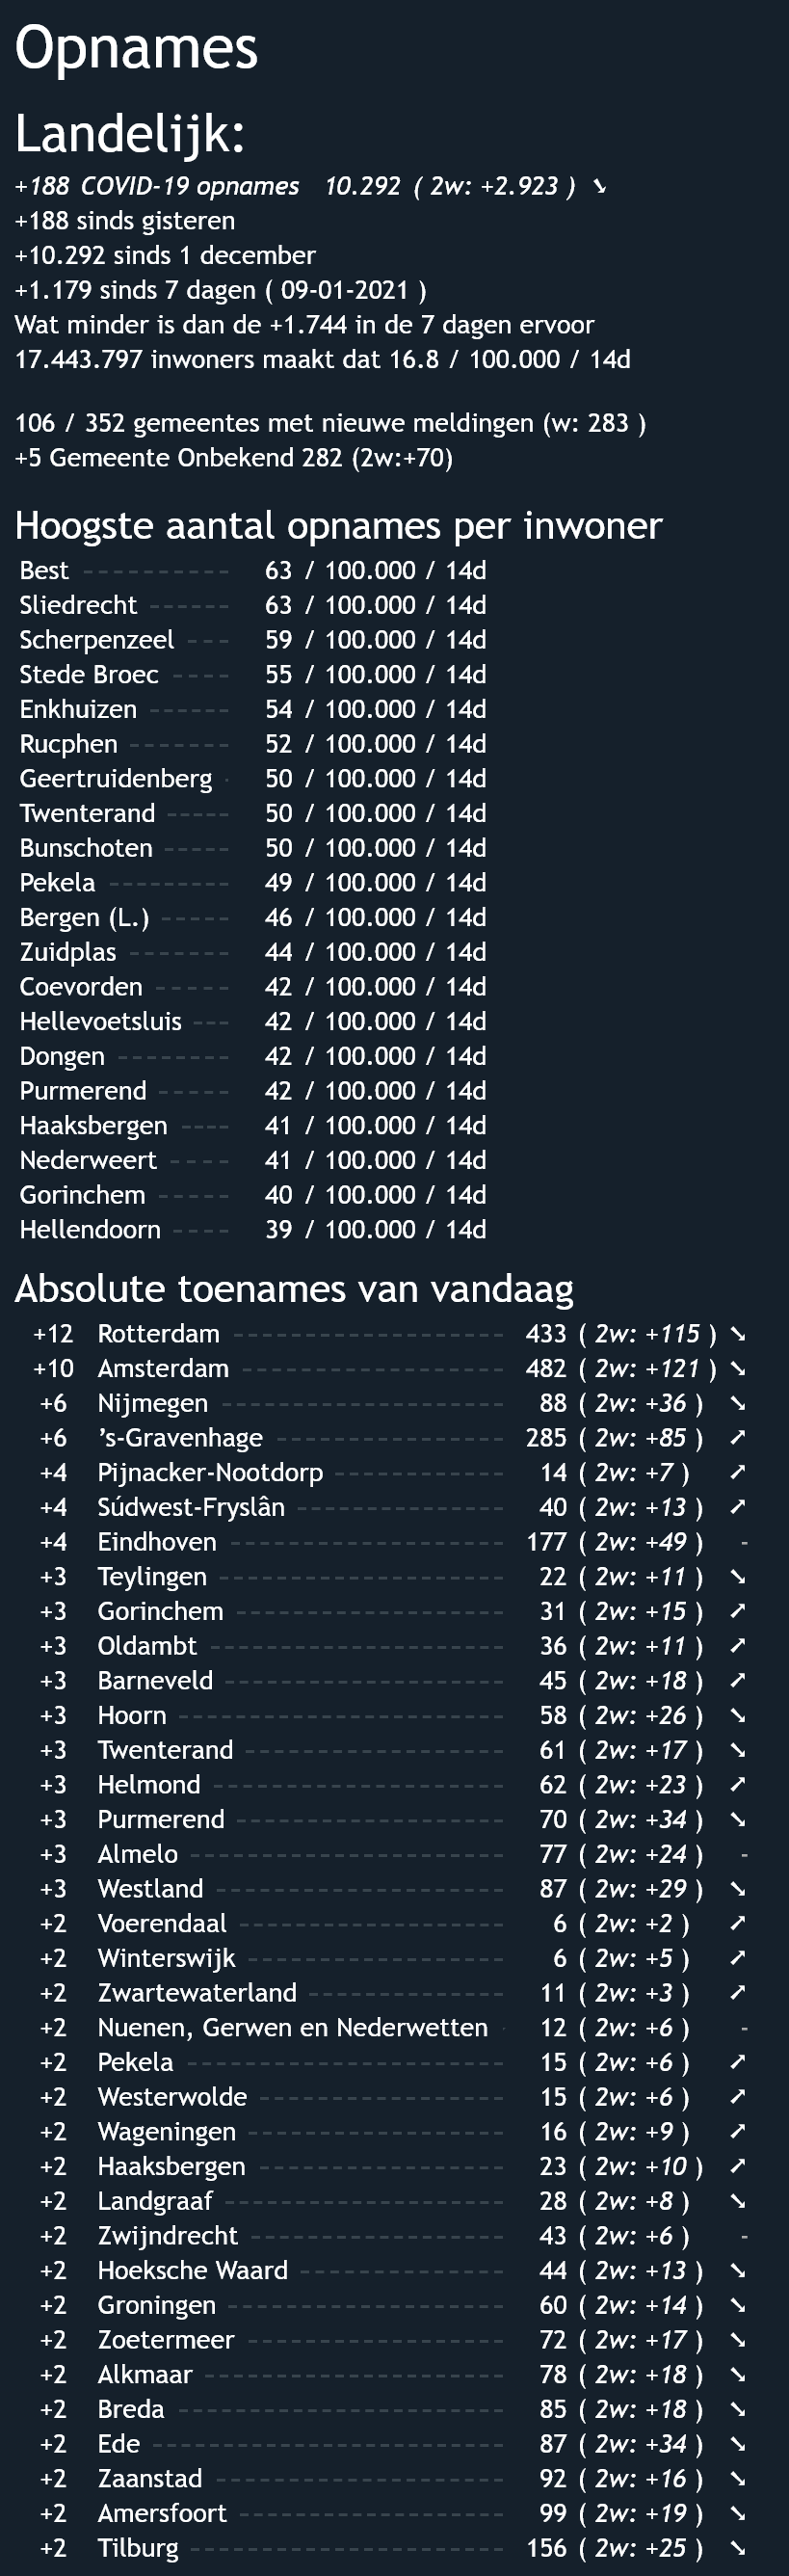 Opnames
Landelijk:
+188 COVID-19 opnames 10.292 ( 2w: +2.923 ) ➘
+188 sinds gisteren
+10.292 sinds 1 december
+1.179 sinds 7 dagen ( 09-01-2021 )
Wat minder is dan de +1.744 in de 7 dagen ervoor
17.443.797 inwoners maakt dat 16.8 / 100.000 / 14d
106 / 352 gemeentes met nieuwe meldingen (w: 283 )
+5 Gemeente Onbekend 282 (2w:+70)
Hoogste aantal opnames per inwoner
Best ---------- 63 / 100.000 / 14d
Sliedrecht ------ 63 / 100.000 / 14d
Scherpenzeel --- 59 / 100.000 / 14d
Stede Broec ---- 55 / 100.000 / 14d
Enkhuizen ------ 54 / 100.000 / 14d
Rucphen ------- 52 / 100.000 / 14d
Geertruidenberg - 50 / 100.000 / 14d
Twenterand ----- 50 / 100.000 / 14d
Bunschoten ----- 50 / 100.000 / 14d
Pekela --------- 49 / 100.000 / 14d
Bergen (L.) ----- 46 / 100.000 / 14d
Zuidplas ------- 44 / 100.000 / 14d
Coevorden ----- 42 / 100.000 / 14d
Hellevoetsluis --- 42 / 100.000 / 14d
Dongen -------- 42 / 100.000 / 14d
Purmerend ----- 42 / 100.000 / 14d
Haaksbergen ---- 41 / 100.000 / 14d
Nederweert ---- 41 / 100.000 / 14d
Gorinchem ----- 40 / 100.000 / 14d
Hellendoorn ---- 39 / 100.000 / 14d
Absolute toenames van vandaag
+12 Rotterdam 433 ( 2w: +115 ) ➘
+10 Amsterdam 482 ( 2w: +121 ) ➘
+6 Nijmegen 88 ( 2w: +36 ) ➘
+6 ’s-Gravenhage 285 ( 2w: +85 ) ➚
+4 Pijnacker-Nootdorp 14 ( 2w: +7 ) ➚
+4 Súdwest-Fryslân 40 ( 2w: +13 ) ➚
+4 Eindhoven 177 ( 2w: +49 ) -
+3 Teylingen 22 ( 2w: +11 ) ➘
+3 Gorinchem 31 ( 2w: +15 ) ➚
+3 Oldambt 36 ( 2w: +11 ) ➚
+3 Barneveld 45 ( 2w: +18 ) ➚
+3 Hoorn 58 ( 2w: +26 ) ➘
+3 Twenterand 61 ( 2w: +17 ) ➘
+3 Helmond 62 ( 2w: +23 ) ➚
+3 Purmerend 70 ( 2w: +34 ) ➘
+3 Almelo 77 ( 2w: +24 ) -
+3 Westland 87 ( 2w: +29 ) ➘
+2 Voerendaal 6 ( 2w: +2 ) ➚
+2 Winterswijk 6 ( 2w: +5 ) ➚
+2 Zwartewaterland 11 ( 2w: +3 ) ➚
+2 Nuenen, Gerwen en Nederwetten 12 ( 2w: +6 ) -
+2 Pekela 15 ( 2w: +6 ) ➚
+2 Westerwolde 15 ( 2w: +6 ) ➚
+2 Wageningen 16 ( 2w: +9 ) ➚
+2 Haaksbergen 23 ( 2w: +10 ) ➚
+2 Landgraaf 28 ( 2w: +8 ) ➘
+2 Zwijndrecht 43 ( 2w: +6 ) -
+2 Hoeksche Waard 44 ( 2w: +13 ) ➘
+2 Groningen 60 ( 2w: +14 ) ➘
+2 Zoetermeer 72 ( 2w: +17 ) ➘
+2 Alkmaar 78 ( 2w: +18 ) ➘
+2 Breda 85 ( 2w: +18 ) ➘
+2 Ede 87 ( 2w: +34 ) ➘
+2 Zaanstad 92 ( 2w: +16 ) ➘
+2 Amersfoort 99 ( 2w: +19 ) ➘
+2 Tilburg 156 ( 2w: +25 ) ➘